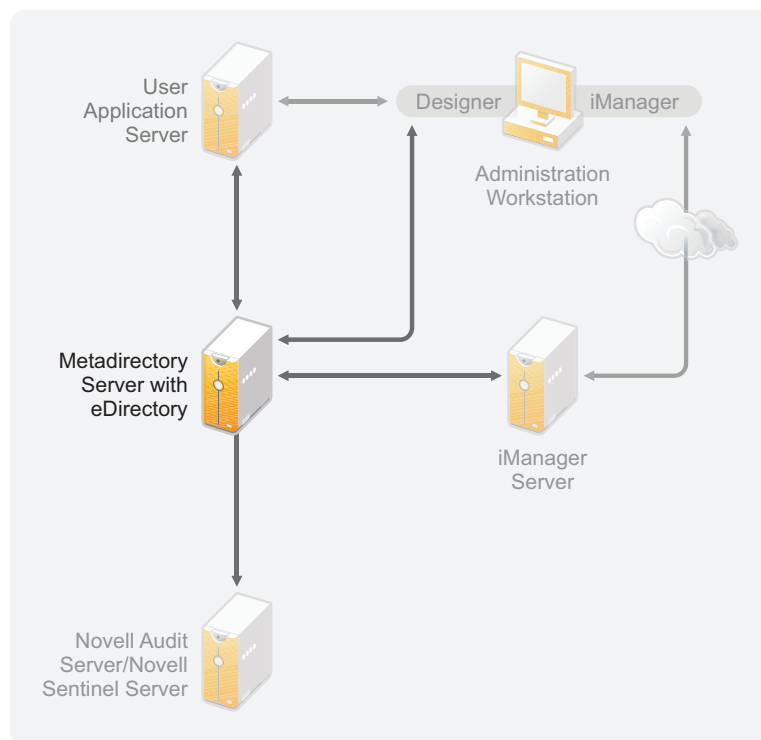 User
Application
Server
Designer
iManager
Administration
Workstation
Metadirectory
Server with
eDirectory
iManager
Server
Novell Audit
Server/Novell
Sentinel Server